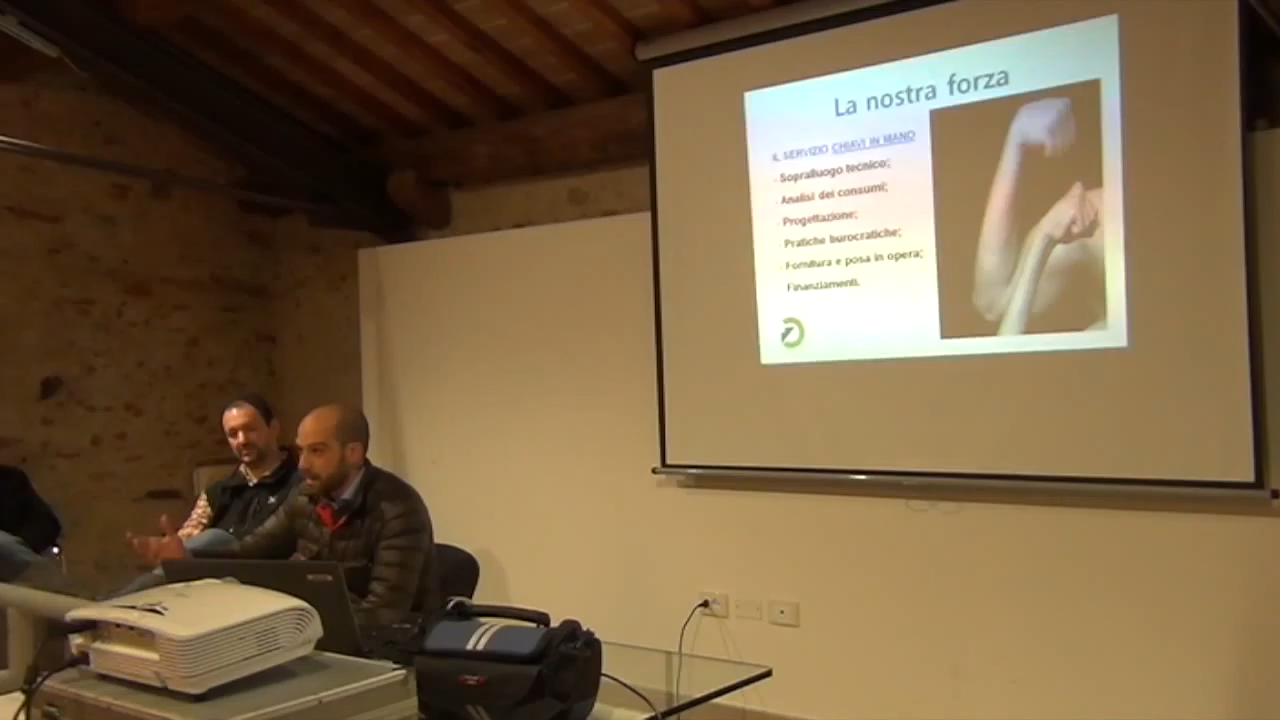 La nostra forza
IL SERVIZIO CHIAVI IN MANO
- Sopralluogo tecnico;
- Analisi dei consumi;
- Progettazione;
- Pratiche burocratiche;
- Fornitura e posa in opera;
Finanziamenti.